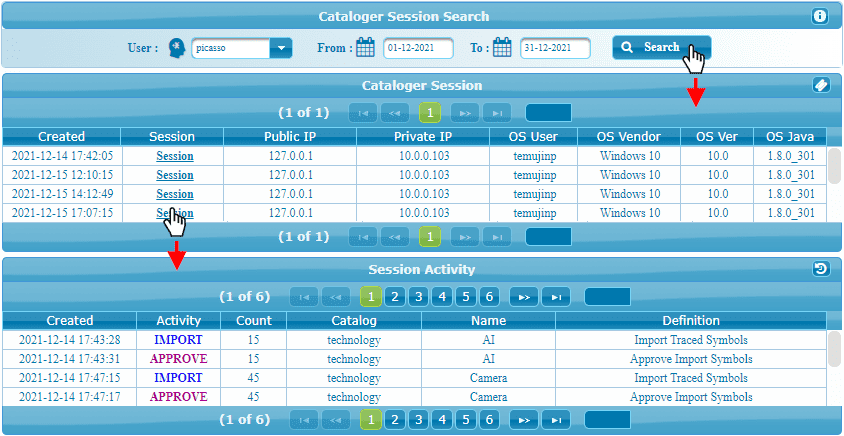 Cataloger Session Search
User : picasso From : 01-12-2021 To : 31-12-2021 Search
Cataloger Session
(1 of 1) 1
Created Session Public IP Private IP OS User OS Vendor OS Ver OS Java
2021-12-14 17:42:05 Session 127.0.0.1 10.0.0.103 temujinp Windows 10 10.0 1.8.0_301
2021-12-15 12:10:15 Session 127.0.0.1 10.0.0.103 temujinp Windows 10 10.0 1.8.0_301
2021-12-15 14:12:49 Session 127.0.0.1 10.0.0.103 temujinp Windows 10 10.0 1.8.0_301
2021-12-15 17:07:15 Session 127.0.0.1 10.0.0.103 temujinp Windows 10 10.0 1.8.0_301
(1 of 1) 1
Session Activity
(1 of 6) 1 2 3 4 5 6
Created Activity Count Catalog Name Definition
2021-12-14 17:43:28 IMPORT 15 technology AI Import Traced Symbols
2021-12-14 17:43:31 APPROVE 15 technology AI Approve Import Symbols
2021-12-14 17:47:15 IMPORT 45 technology Camera Import Traced Symbols
2021-12-14 17:47:17 APPROVE 45 technology Camera Approve Import Symbols
(1 of 6) 1 2 3 4 5 6